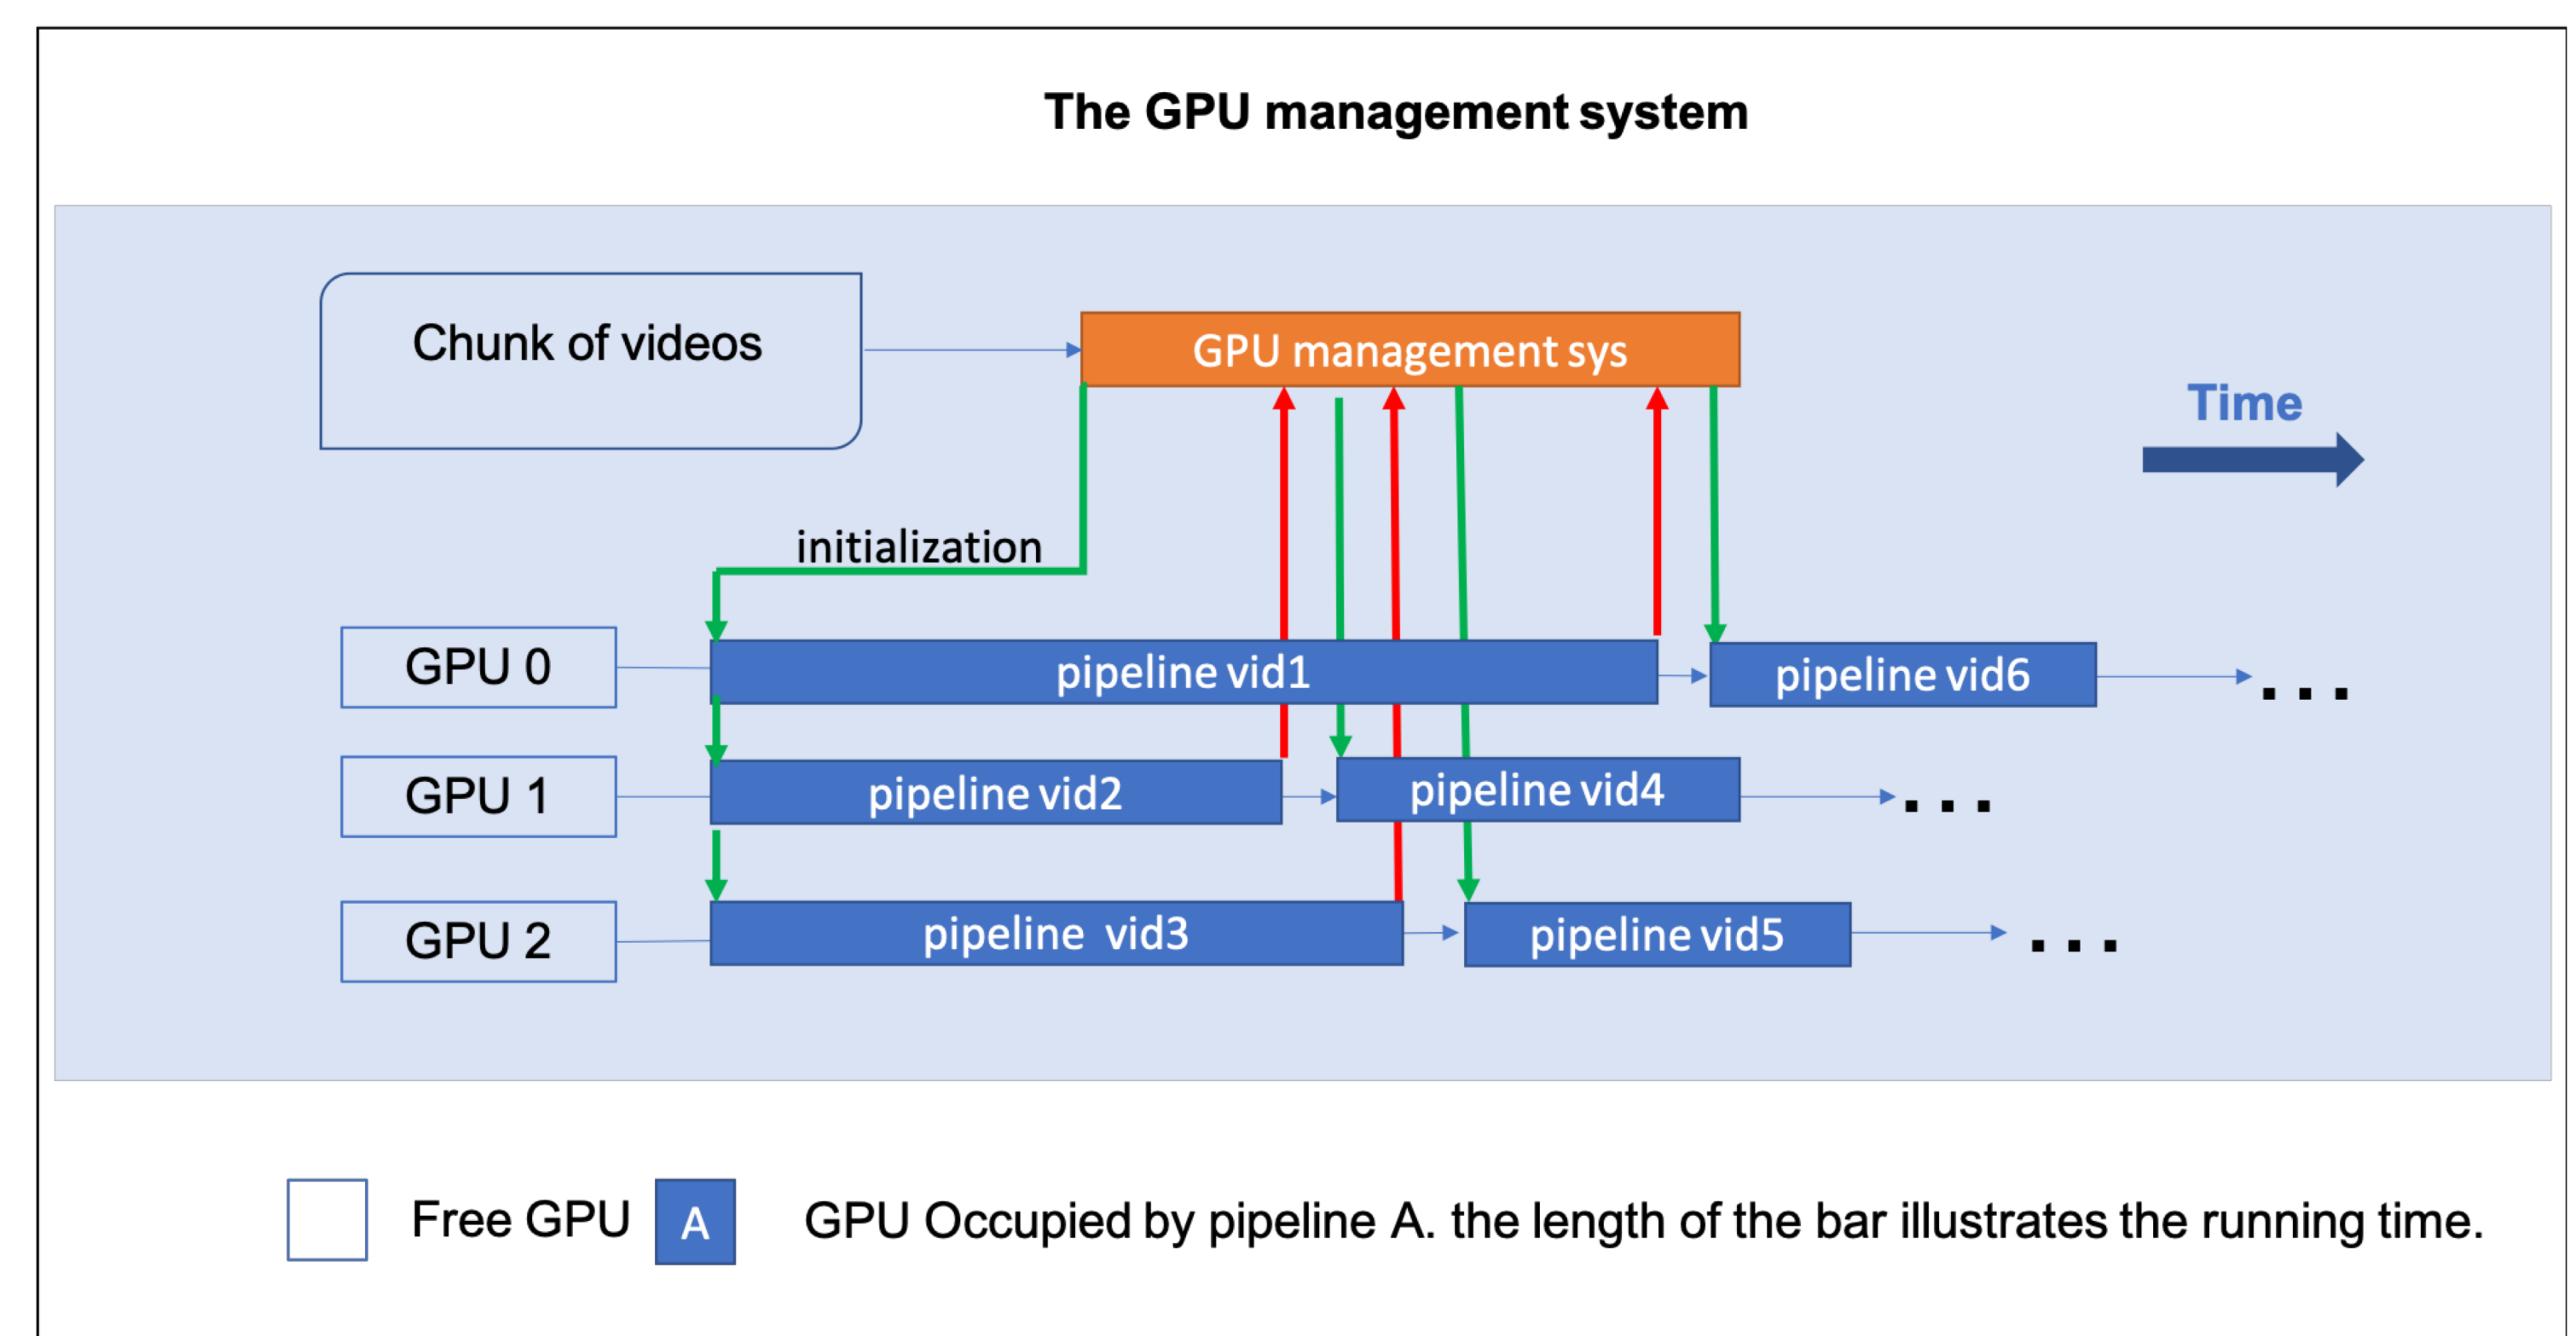 The GPU management system
Chunk of videos
GPU management sys
Time
initialization
GPU 0
pipeline vid1
pipeline vid6
...
GPU 1
pipeline vid2
pipeline vid4
...
GPU 2
pipeline  vid3
pipeline vid5
...
Free GPU
A
GPU Occupied by pipeline A. the length of the bar illustrates the running time.